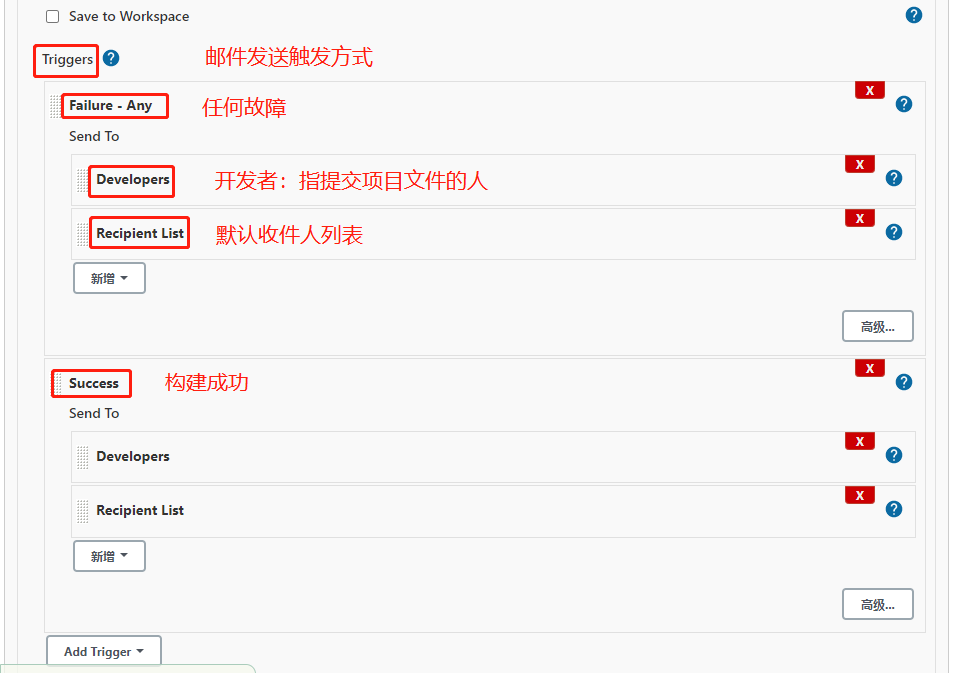 Save to Workspace
Triggers 邮件发送触发方式
Failure - Any 任何故障 X
Send To
Developers 开发者：指提交项目文件的人 X
Recipient List 默认收件人列表 X
新增
高级...
Success 构建成功 X
Send To
Developers X
Recipient List X
新增
高级...
Add Trigger